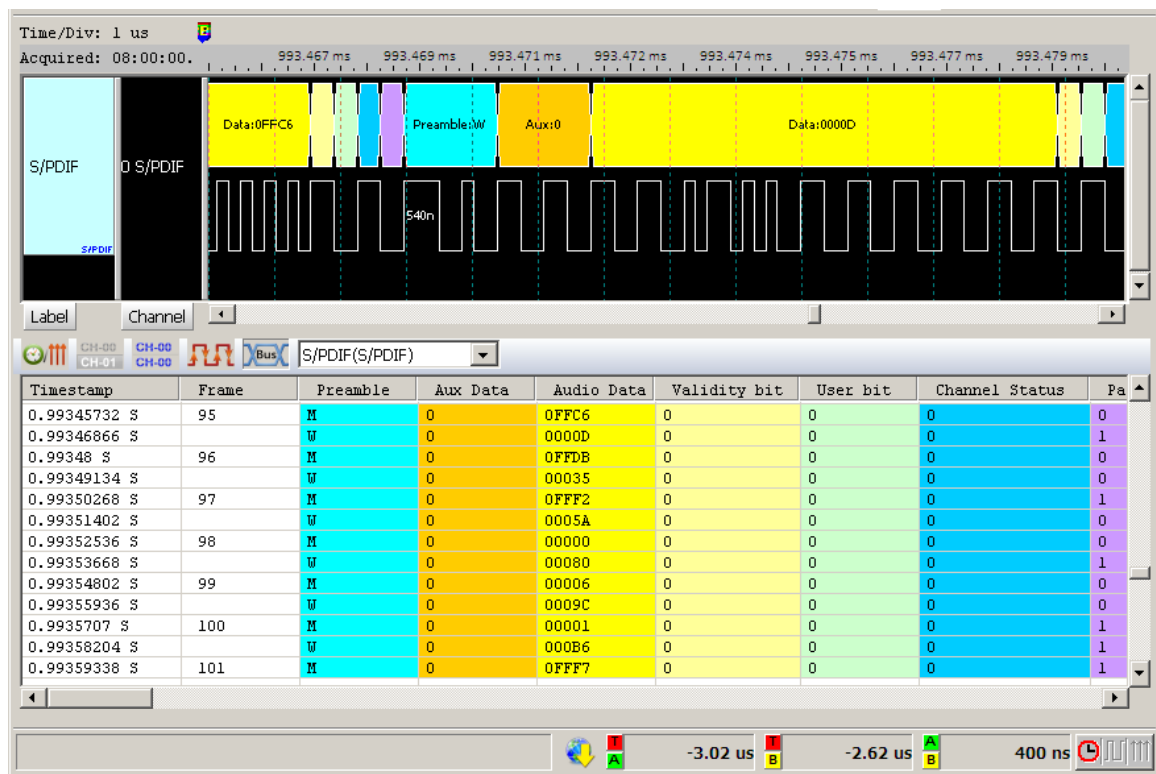 Time/Div: 1 us
Acquired: 08:00:00.
993.467 ms 993.469 ms 993.471 ms 993.472 ms 993.474 ms 993.475 ms 993.477 ms 993.479 ms
Data:0FFC6 Preamble:W Aux:0 Data:0000D
S/PDIF 0 S/PDIF
540n
S/PDIF
Label Channel
CH-00 CH-01 CH-00 CH-00 Bus S/PDIF(S/PDIF)
Timestamp Frame Preamble Aux Data Audio Data Validity bit User bit Channel Status Pa
0.99345732 S 95 M 0 0FFC6 0 0 0 0
0.99346866 S W 0 0000D 0 0 0 1
0.99348 S 96 M 0 0FFDB 0 0 0 0
0.99349134 S W 0 00035 0 0 0 0
0.99350268 S 97 M 0 0FFF2 0 0 0 1
0.99351402 S W 0 0005A 0 0 0 0
0.99352536 S 98 M 0 00000 0 0 0 0
0.99353668 S W 0 00080 0 0 0 1
0.99354802 S 99 M 0 00006 0 0 0 0
0.99355936 S W 0 0009C 0 0 0 0
0.9935707 S 100 M 0 00001 0 0 0 1
0.99358204 S W 0 000B6 0 0 0 1
0.99359338 S 101 M 0 0FFF7 0 0 0 1
T A -3.02 us T B -2.62 us A B 400 ns